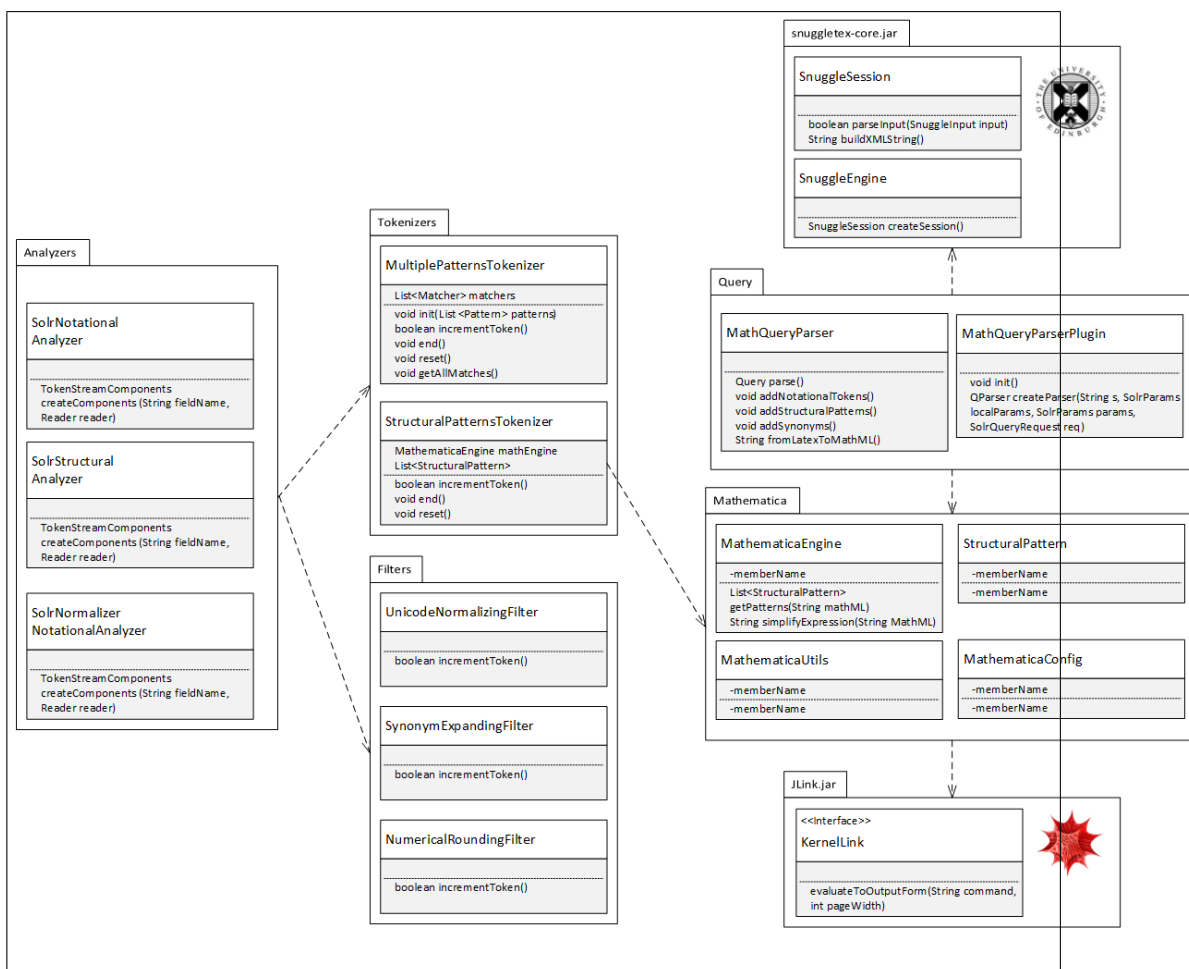 snuggletex-core.jar
SnuggleSession
boolean parseInput(SnuggleInput input)
String buildXMLString()
SnuggleEngine
SnuggleSession createSession()
THE UNIVERSITY OF EDINBURGH
Analyzers
SolrNotational
Analyzer
TokenStreamComponents
createComponents (String fieldName,
Reader reader)
SolrStructural
Analyzer
TokenStreamComponents
createComponents (String fieldName,
Reader reader)
SolrNormalizer
NotationalAnalyzer
TokenStreamComponents
createComponents (String fieldName,
Reader reader)
Tokenizers
MultiplePatternsTokenizer
List<Matcher> matchers
void init(List <Pattern> patterns)
boolean incrementToken()
void end()
void reset()
void getAllMatches()
StructuralPatternsTokenizer
MathematicaEngine mathEngine
List<StructuralPattern>
boolean incrementToken()
void end()
void reset()
Filters
UnicodeNormalizingFilter
boolean incrementToken()
SynonymExpandingFilter
boolean incrementToken()
NumericalRoundingFilter
boolean incrementToken()
Query
MathQueryParser
Query parse()
void addNotationalTokens()
void addStructuralPatterns()
void addSynonyms()
String fromLatexToMathML()
MathQueryParserPlugin
void init()
QParser createParser(String s, SolrParams
localParams, SolrParams params,
SolrQueryRequest req)
Mathematica
MathematicaEngine
-memberName
List<StructuralPattern>
getPatterns(String mathML)
String simplifyExpression(String MathML)
StructuralPattern
-memberName
-memberName
MathematicaUtils
-memberName
-memberName
MathematicaConfig
-memberName
-memberName
JLink.jar
<<Interface>>
KernelLink
evaluateToOutputForm(String command,
int pageWidth)